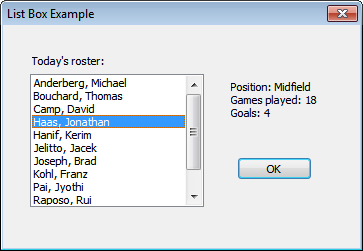 List Box Example
Today's roster:
Anderberg, Michael
Bouchard, Thomas
Camp, David
Haas, Jonathan
Hanif, Kerim
Jelitto, Jacek
Joseph, Brad
Kohl, Franz
Pai, Jyothi
Raposo, Rui
Position: Midfield
Games played: 18
Goals: 4
OK